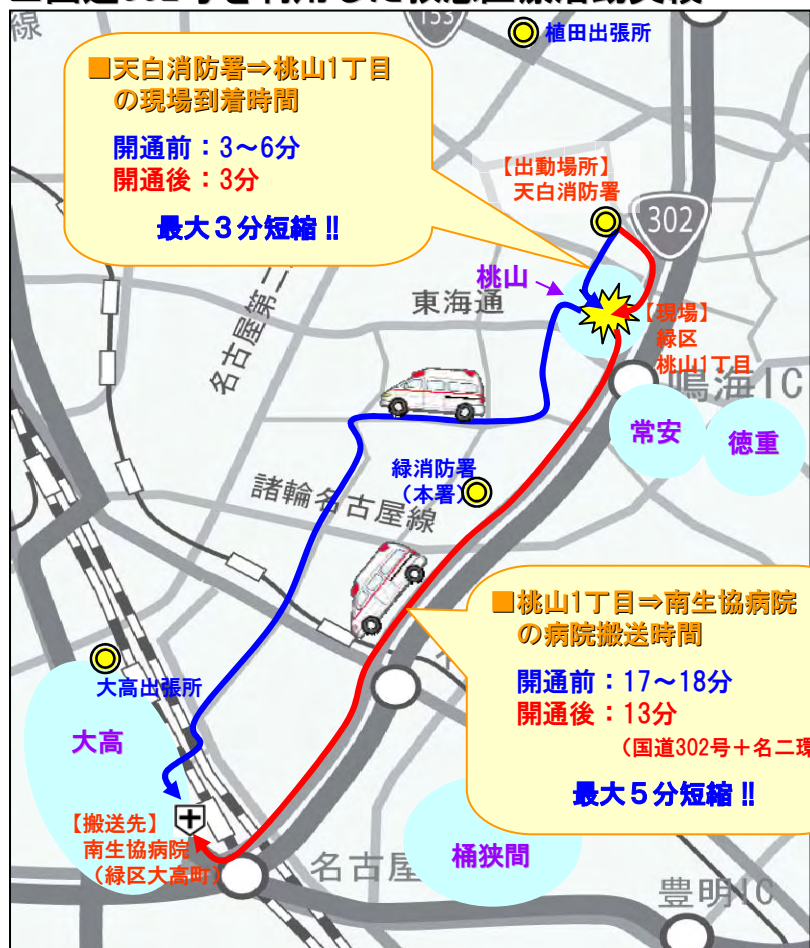 線
153
植田出張所
■天白消防署⇒桃山1丁目
の現場到着時間
開通前：3～6分
開通後：3分
最大3分短縮!!
【出動場所】
天白消防署
302
桃山
東海通
【現場】
緑区
桃山1丁目
鳴海IC
名古屋第二
常安
徳重
緑消防署
（本署）
諸輪名古屋線
■桃山1丁目⇒南生協病院
の病院搬送時間
開通前：17～18分
開通後：13分
（国道302号＋名二環
最大5分短縮!!
大高出張所
大高
【搬送先】
南生協病院
（緑区大高町）
名古屋
桶狭間
豊明IC